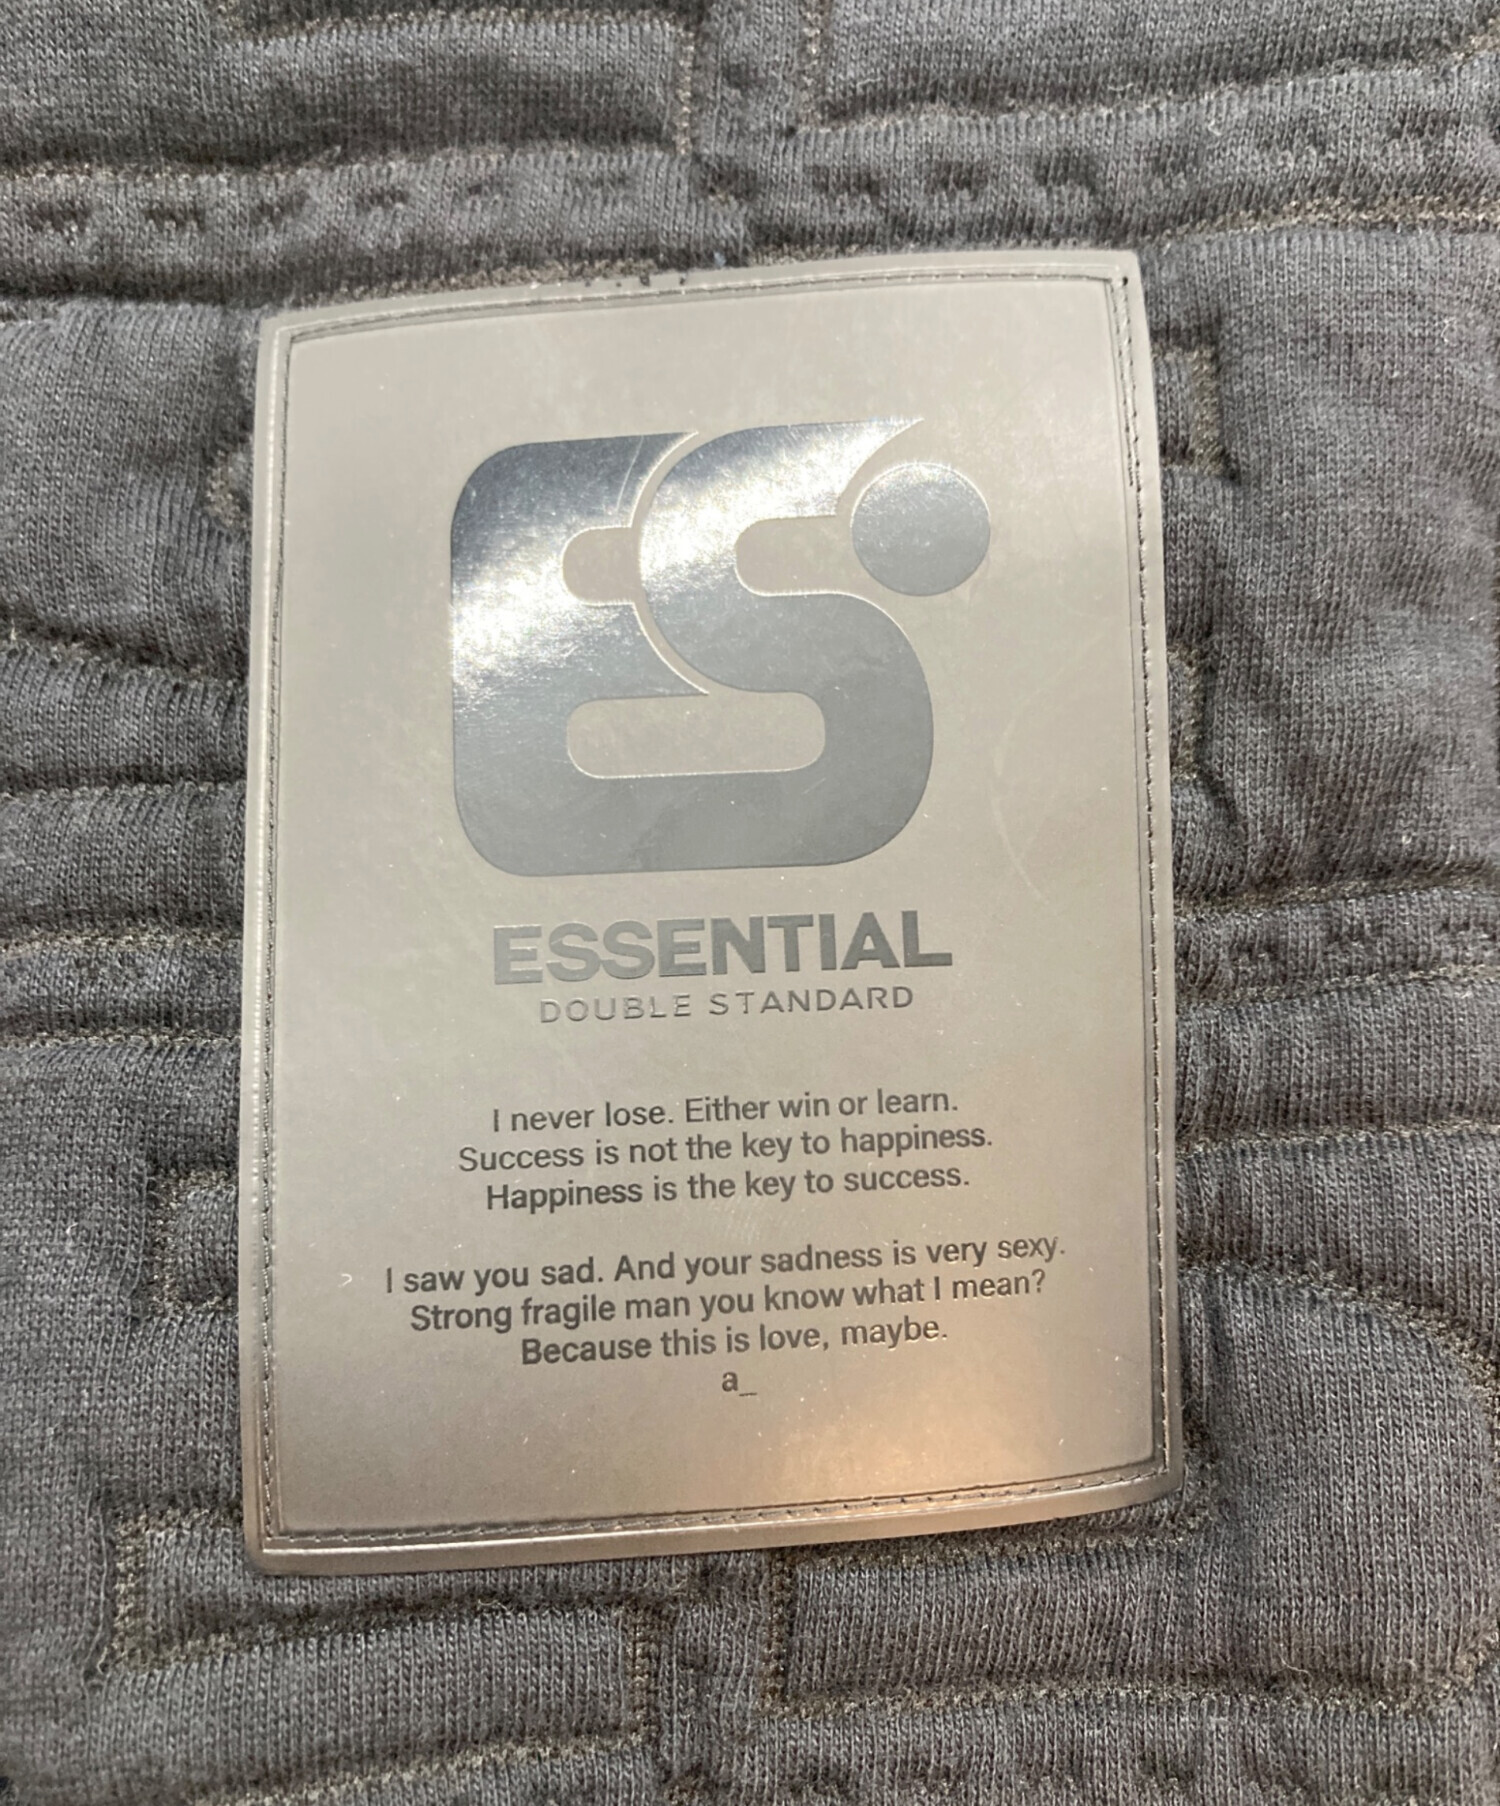 ES
ESSENTIAL
DOUBLE STANDARD
I never lose. Either win or learn.
Success is not the key to happiness.
Happiness is the key to success.
I saw you sad. And your sadness is very sexy.
Strong fragile man you know what I mean?
Because this is love, maybe.
a_